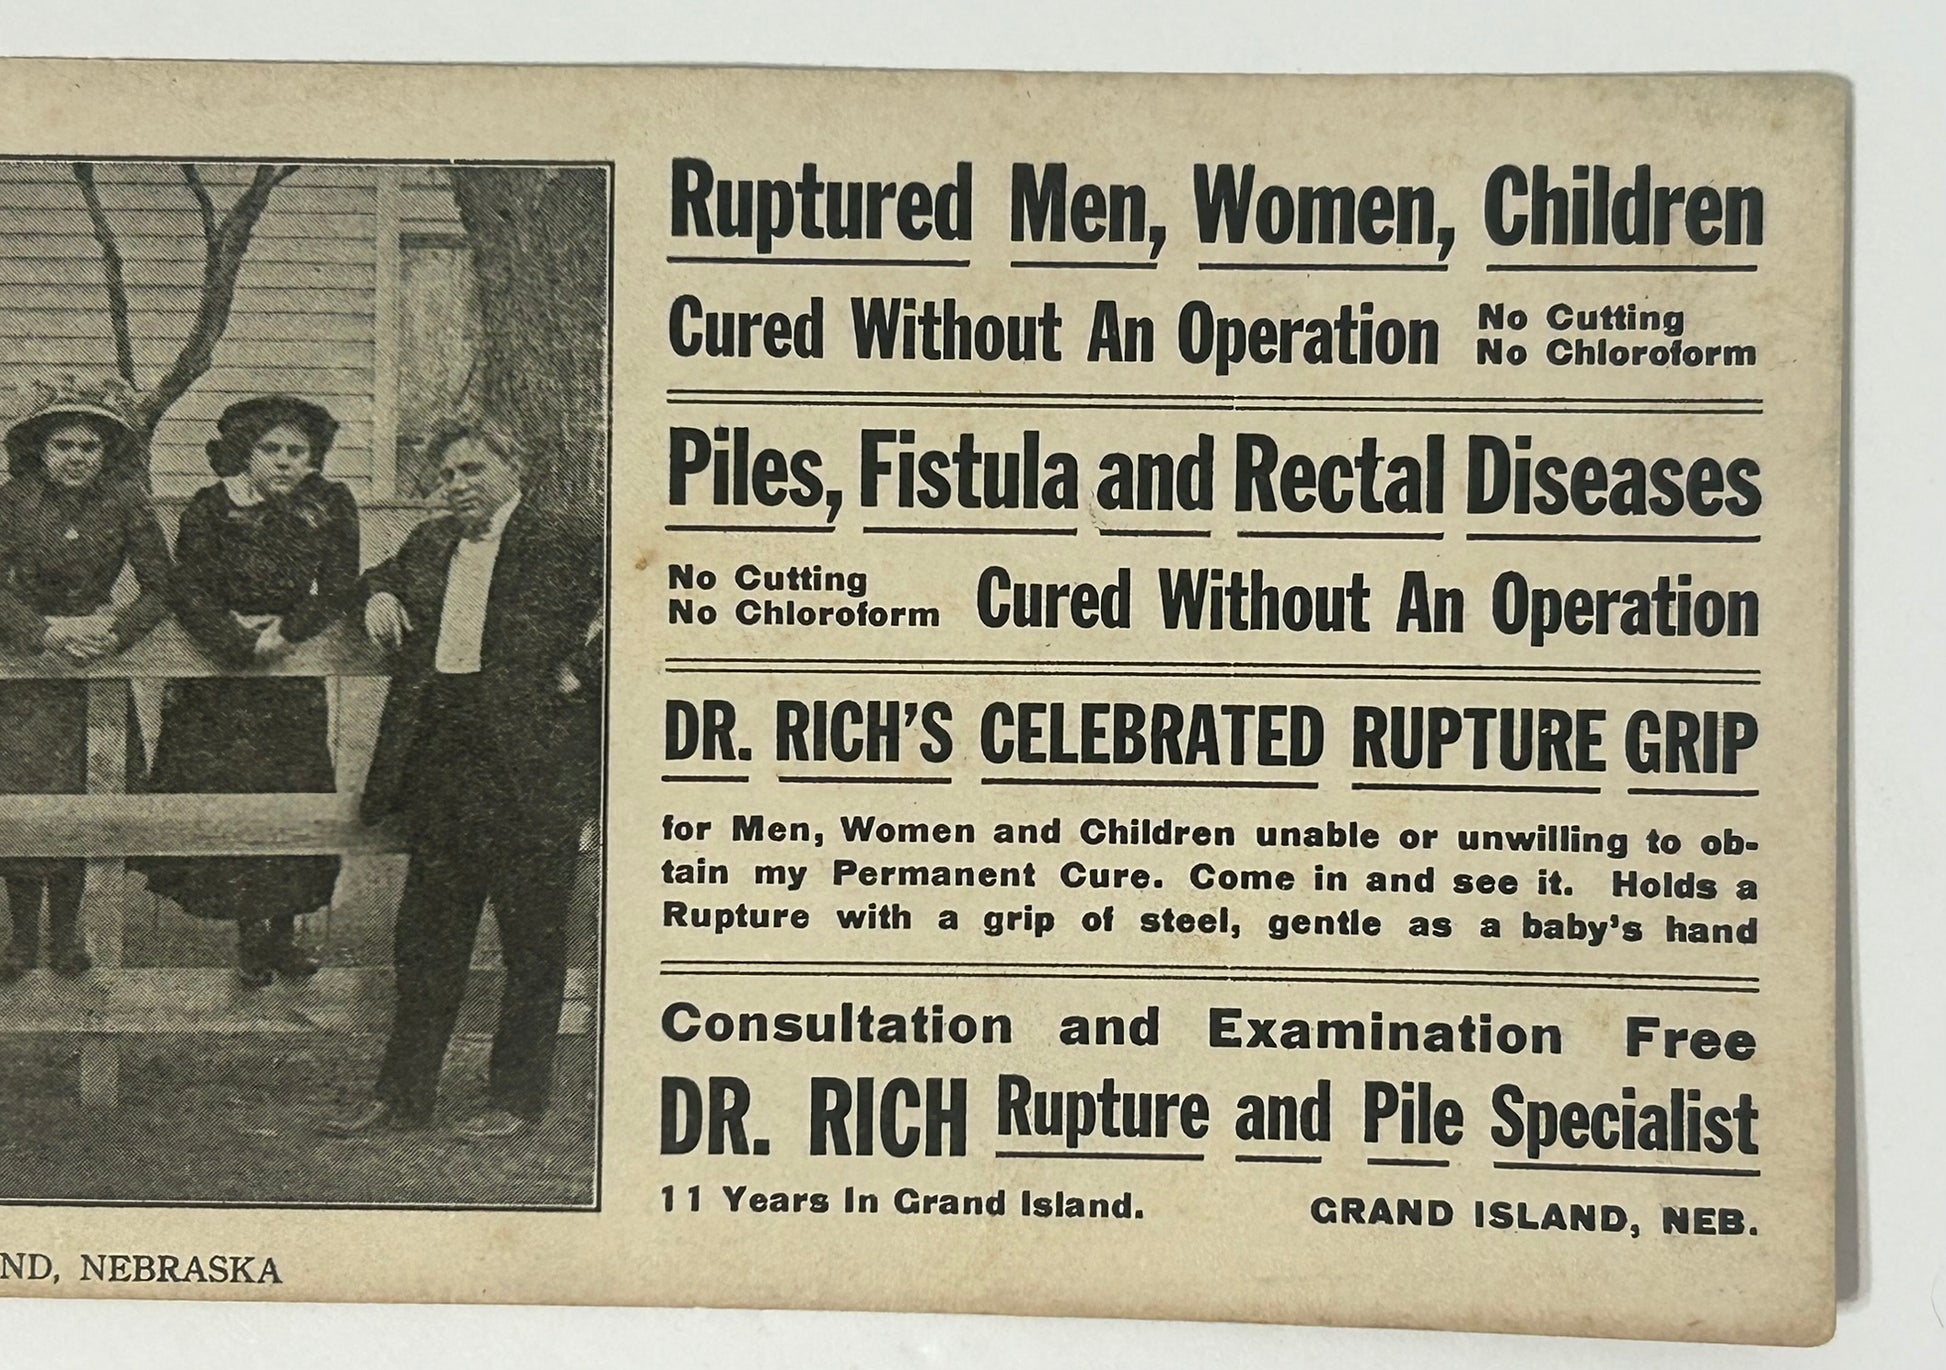 Ruptured Men, Women, Children
Cured Without An Operation
No Cutting
No Chloroform
Piles, Fistula and Rectal Diseases
No Cutting
No Chloroform
Cured Without An Operation
DR. RICH'S CELEBRATED RUPTURE GRIP
for Men, Women and Children unable or unwilling to ob-
tain my Permanent Cure. Come in and see it. Holds a
Rupture with a grip of steel, gentle as a baby's hand
Consultation and Examination Free
DR. RICH Rupture and Pile Specialist
11 Years In Grand Island. GRAND ISLAND, NEB.
ND, NEBRASKA